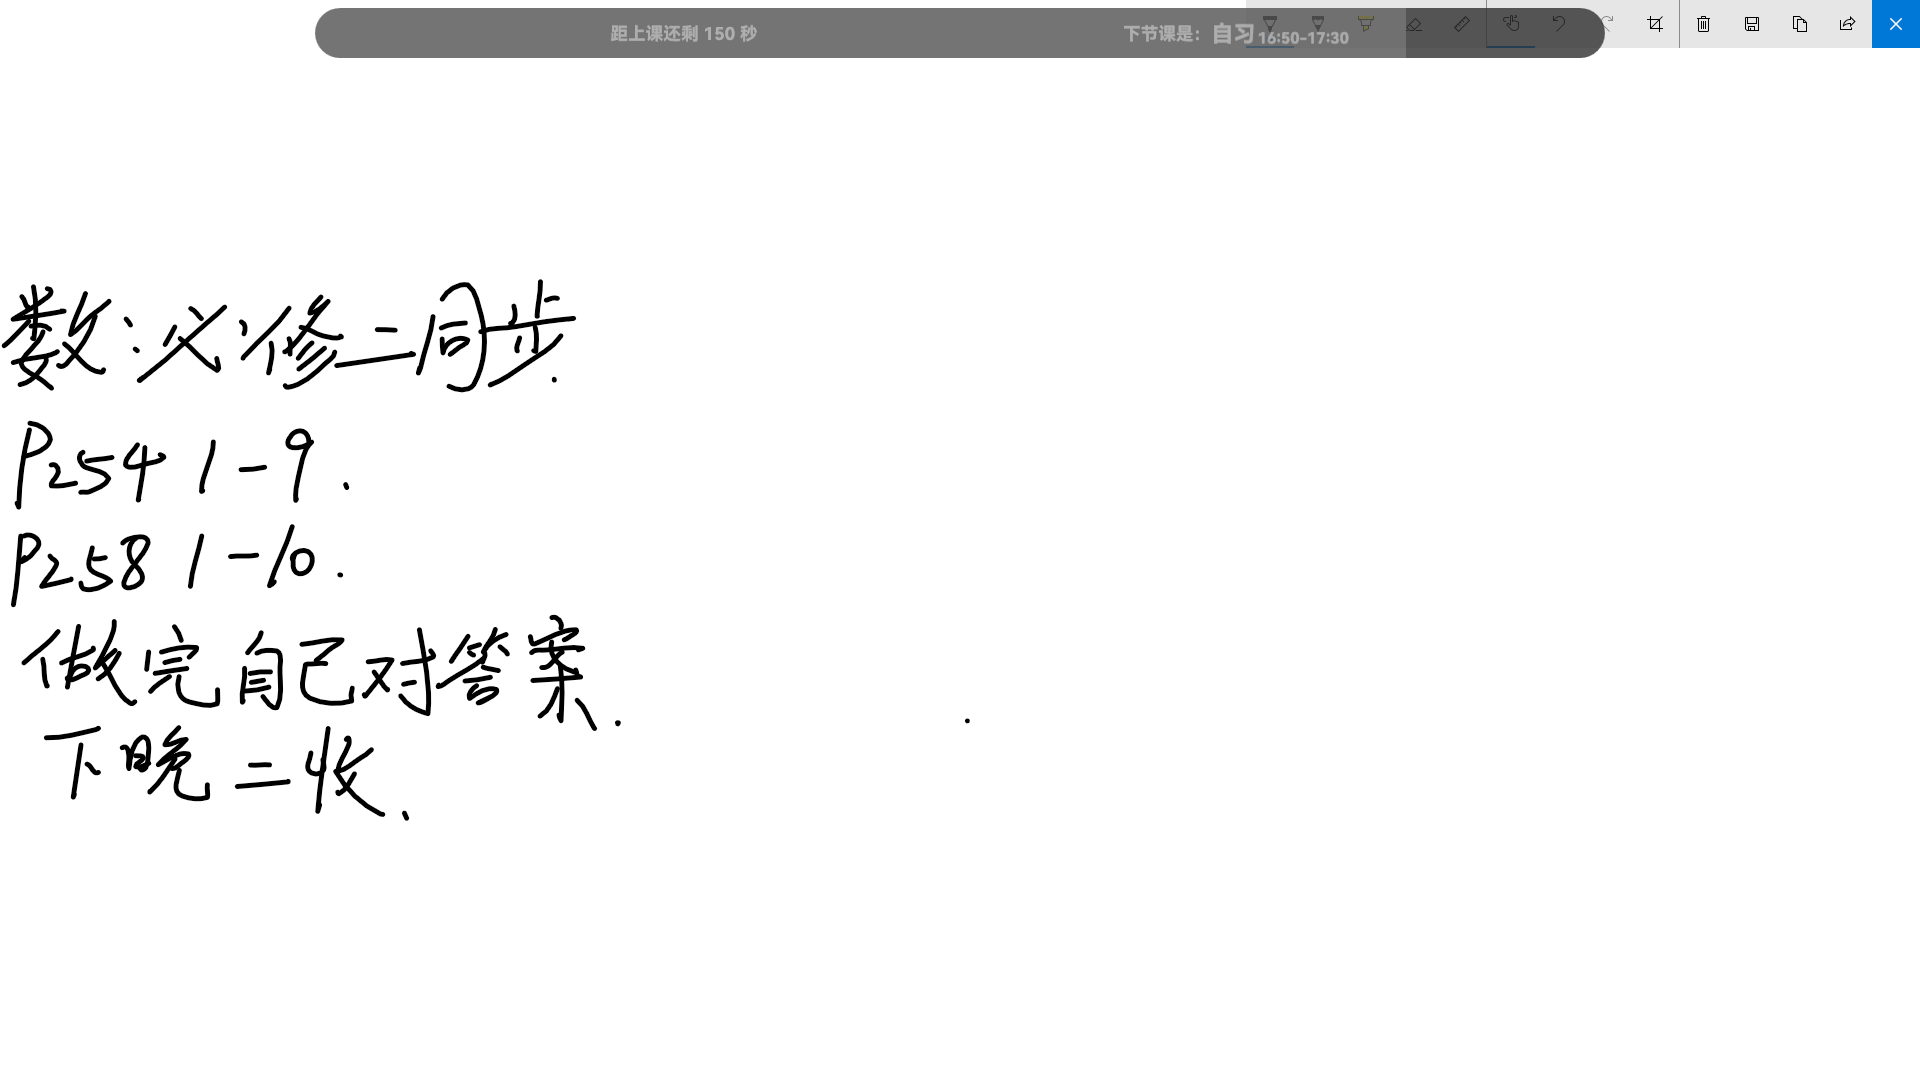 距上课还剩 150 秒 下节课是：自习 16:50-17:30
数：必修二同步.
P254 1-9.
P258 1-10.
做完自己对答案.
下晚二收.